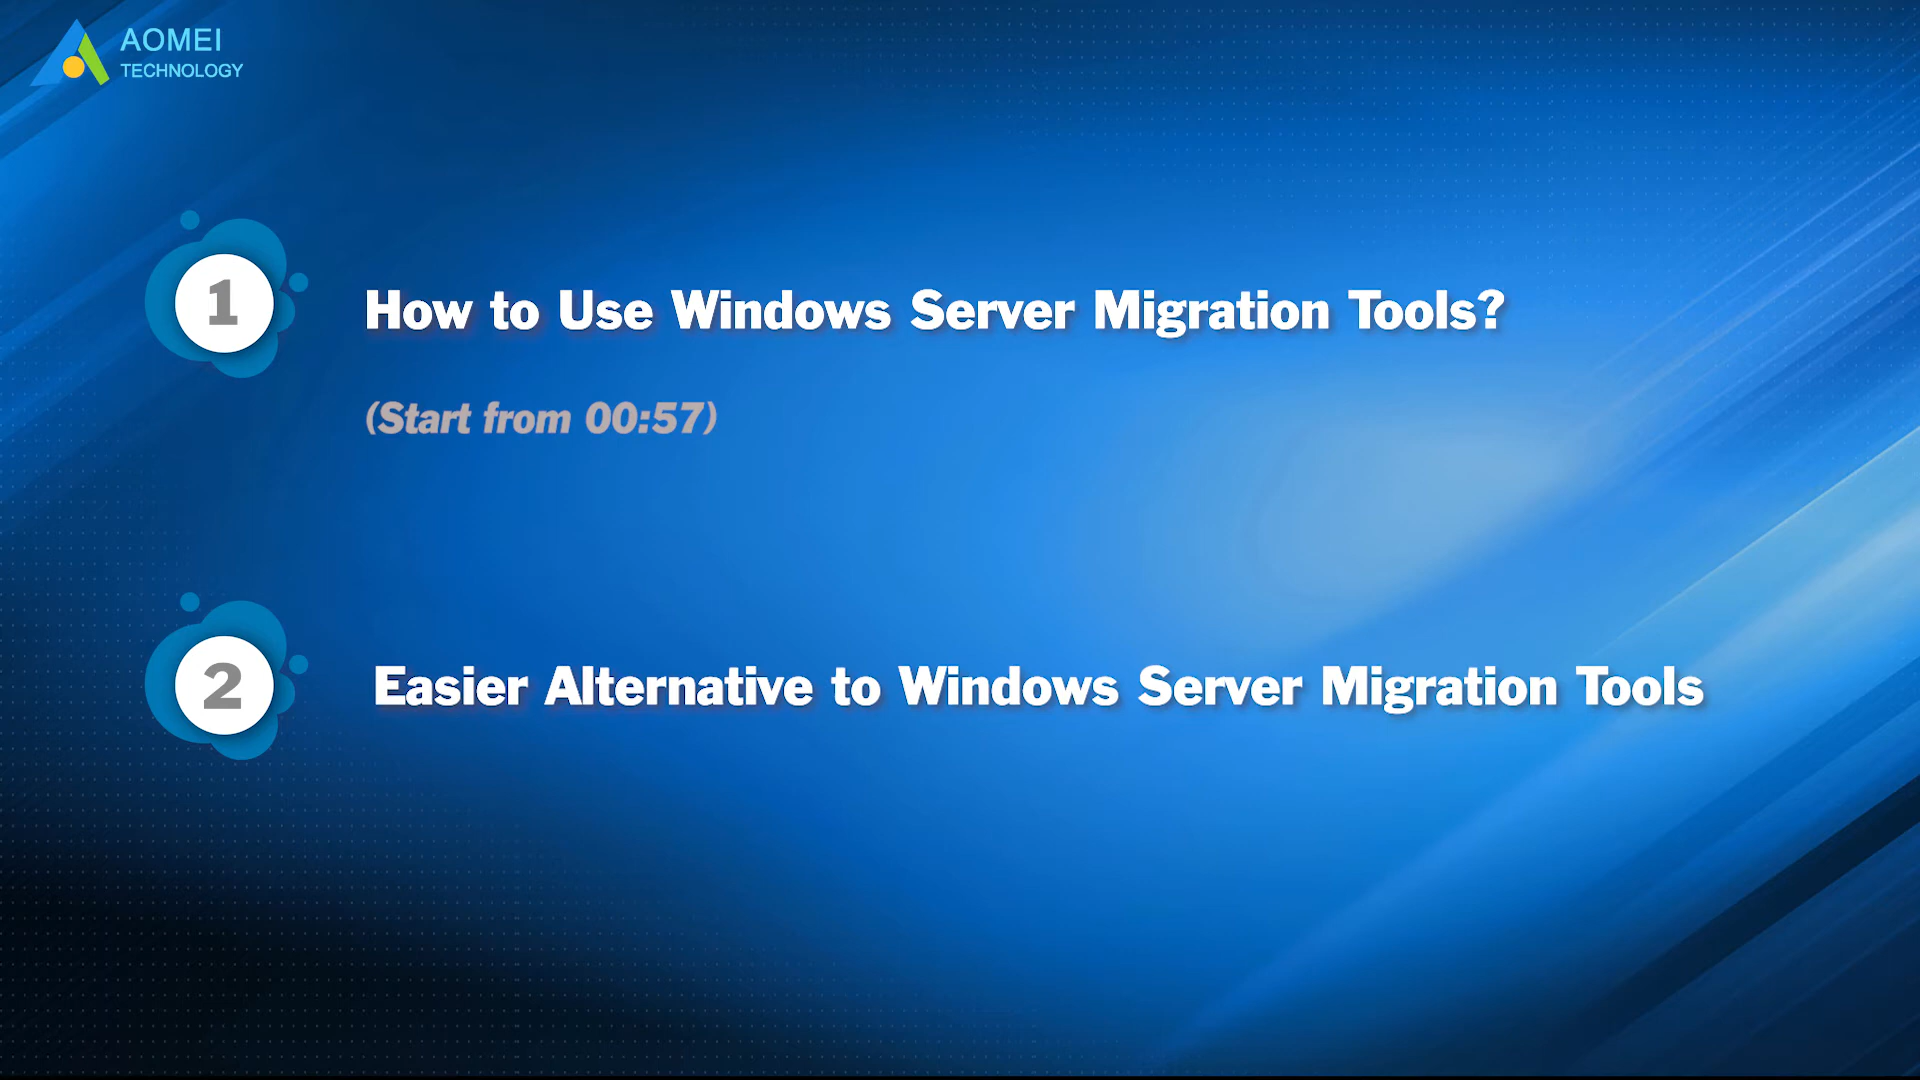 AOMEI
TECHNOLOGY
1
How to Use Windows Server Migration Tools?
(Start from 00:57)
2
Easier Alternative to Windows Server Migration Tools